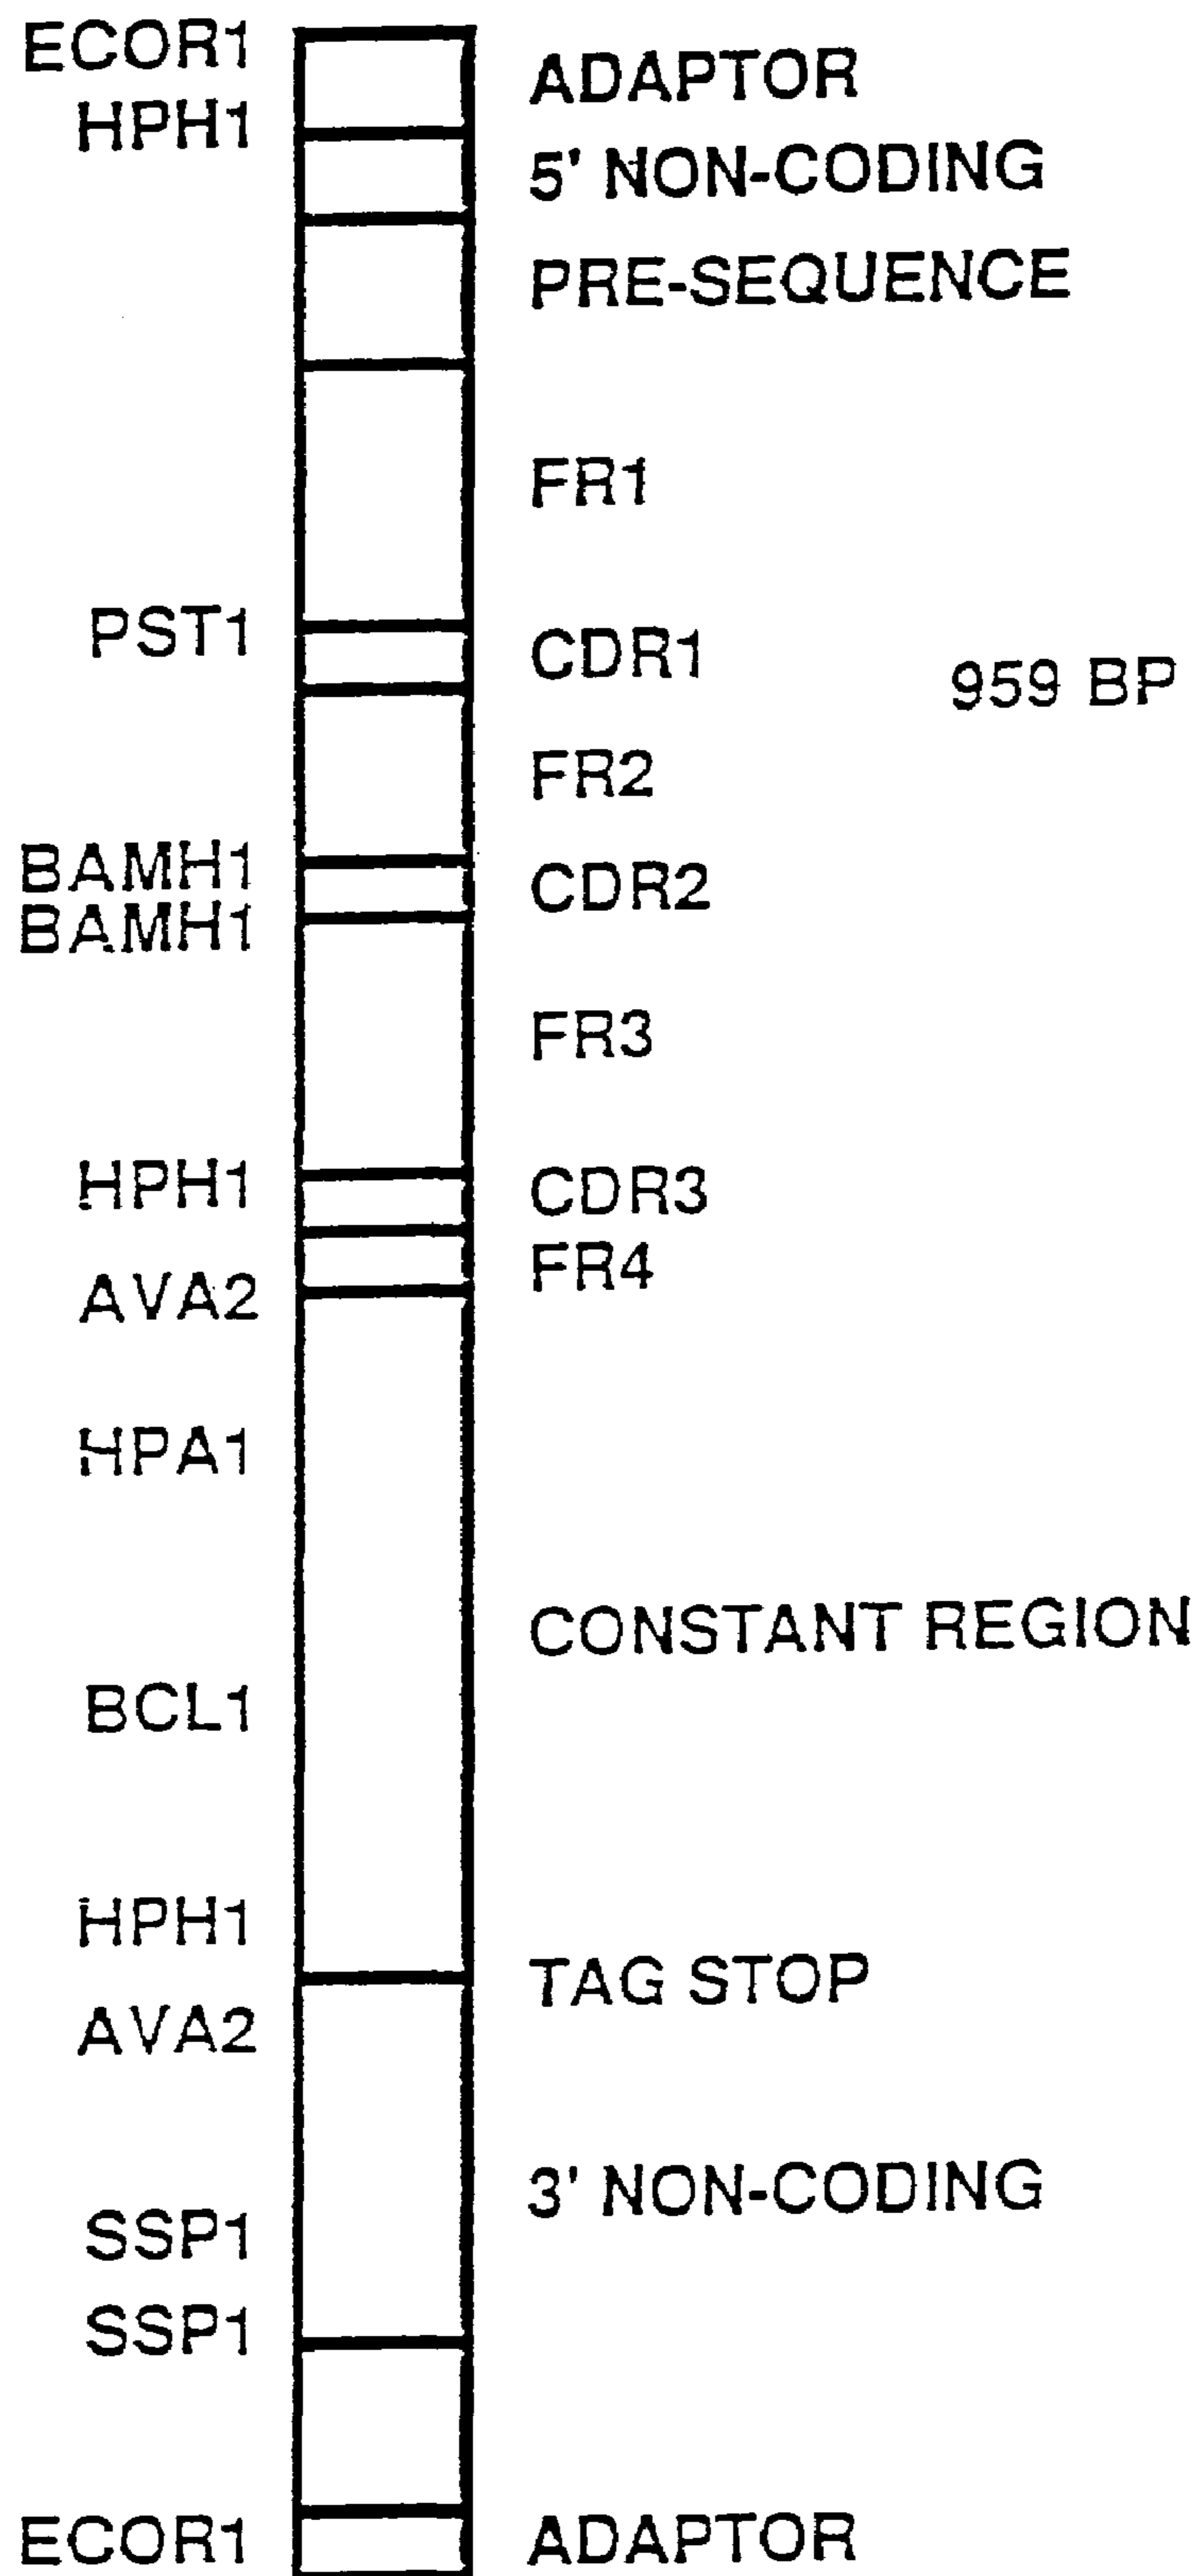 ECOR1
ADAPTOR
HPH1
5' NON-CODING
PRE-SEQUENCE
FR1
PST1
CDR1
959 BP
FR2
BAMH1
CDR2
BAMH1
FR3
HPH1
CDR3
FR4
AVA2
HPA1
CONSTANT REGION
BCL1
HPH1
TAG STOP
AVA2
3' NON-CODING
SSP1
SSP1
ECOR1
ADAPTOR